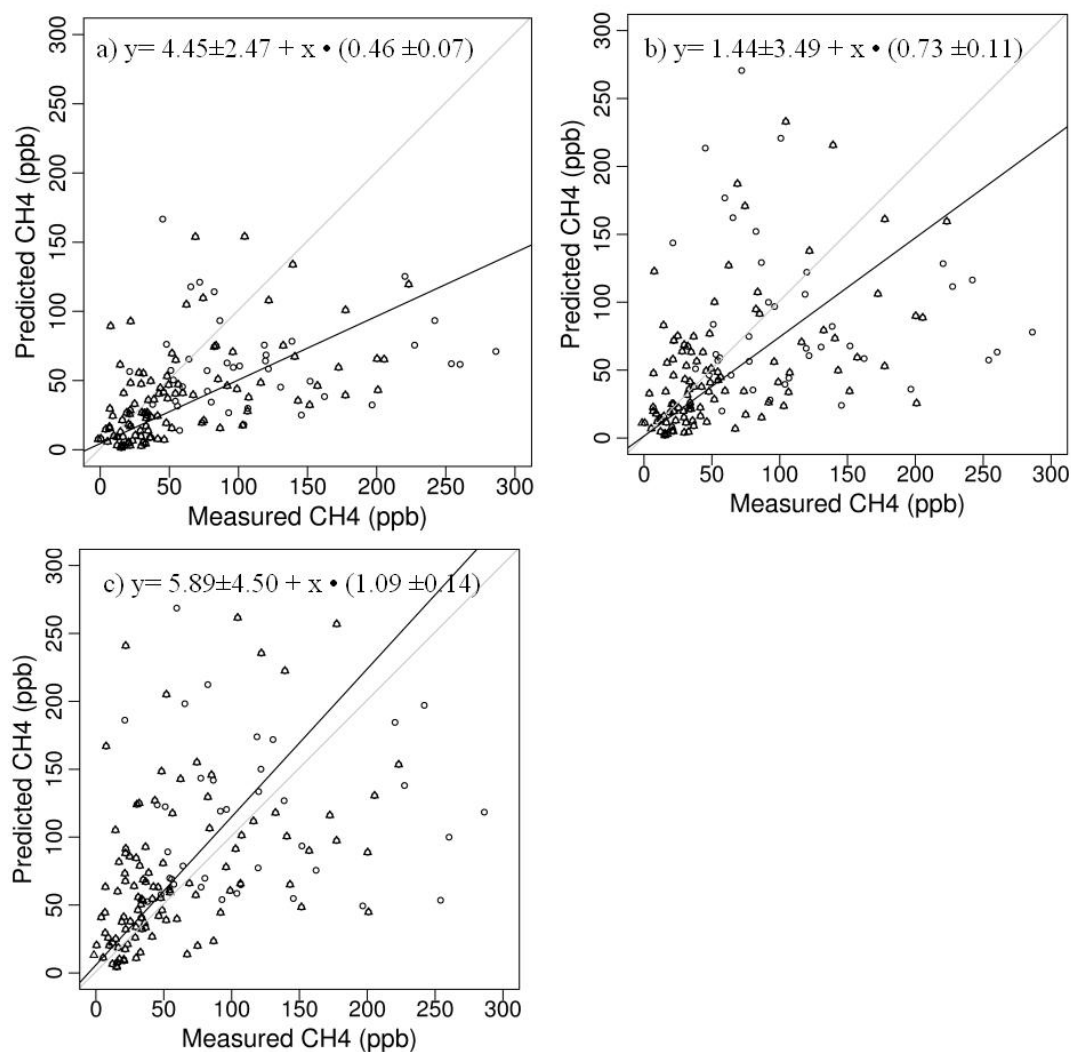 a) y= 4.45±2.47 + x • (0.46 ±0.07)
300
250
200
150
100
50
0
Predicted CH4 (ppb)
0 50 100 150 200 250 300
Measured CH4 (ppb)
b) y= 1.44±3.49 + x • (0.73 ±0.11)
300
250
200
150
100
50
0
Predicted CH4 (ppb)
0 50 100 150 200 250 300
Measured CH4 (ppb)
c) y= 5.89±4.50 + x • (1.09 ±0.14)
300
250
200
150
100
50
0
Predicted CH4 (ppb)
0 50 100 150 200 250 300
Measured CH4 (ppb)